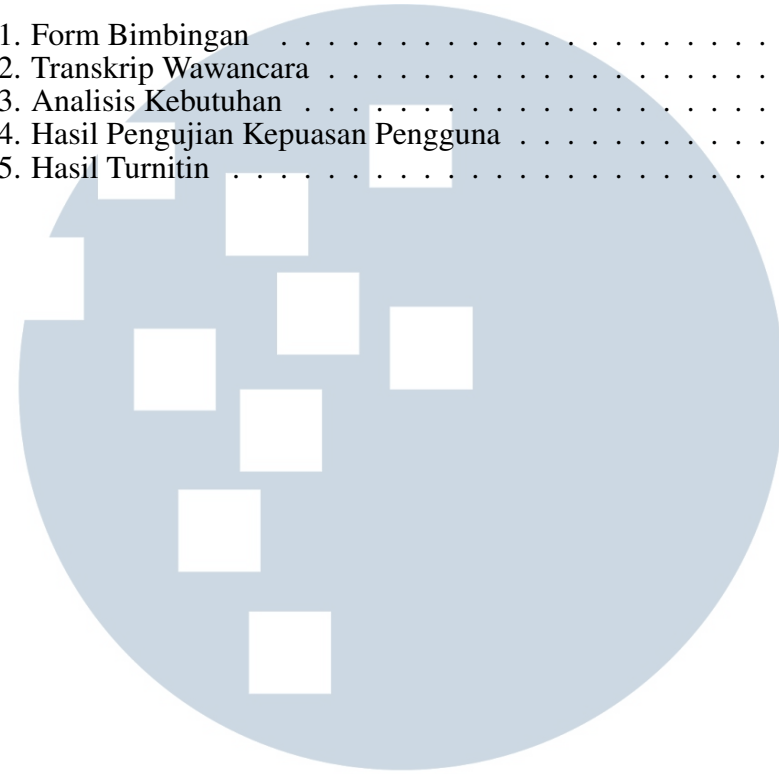 1. Form Bimbingan . . . . . . . . . . . . . . . . . . . . .
2. Transkrip Wawancara . . . . . . . . . . . . . . . . . . .
3. Analisis Kebutuhan . . . . . . . . . . . . . . . . . . . .
4. Hasil Pengujian Kepuasan Pengguna . . . . . . . . . . .
5. Hasil Turnitin . . . . . . . . . . . . . . . . . . . . . . .